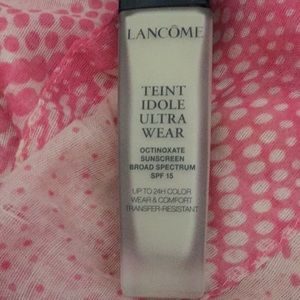 LANCÔME
TEINT
IDOLE
ULTRA
WEAR
OCTINOXATE
SUNSCREEN
BROAD SPECTRUM
SPF 15
UP TO 24H COLOR
WEAR & COMFORT
TRANSFER-RESISTANT